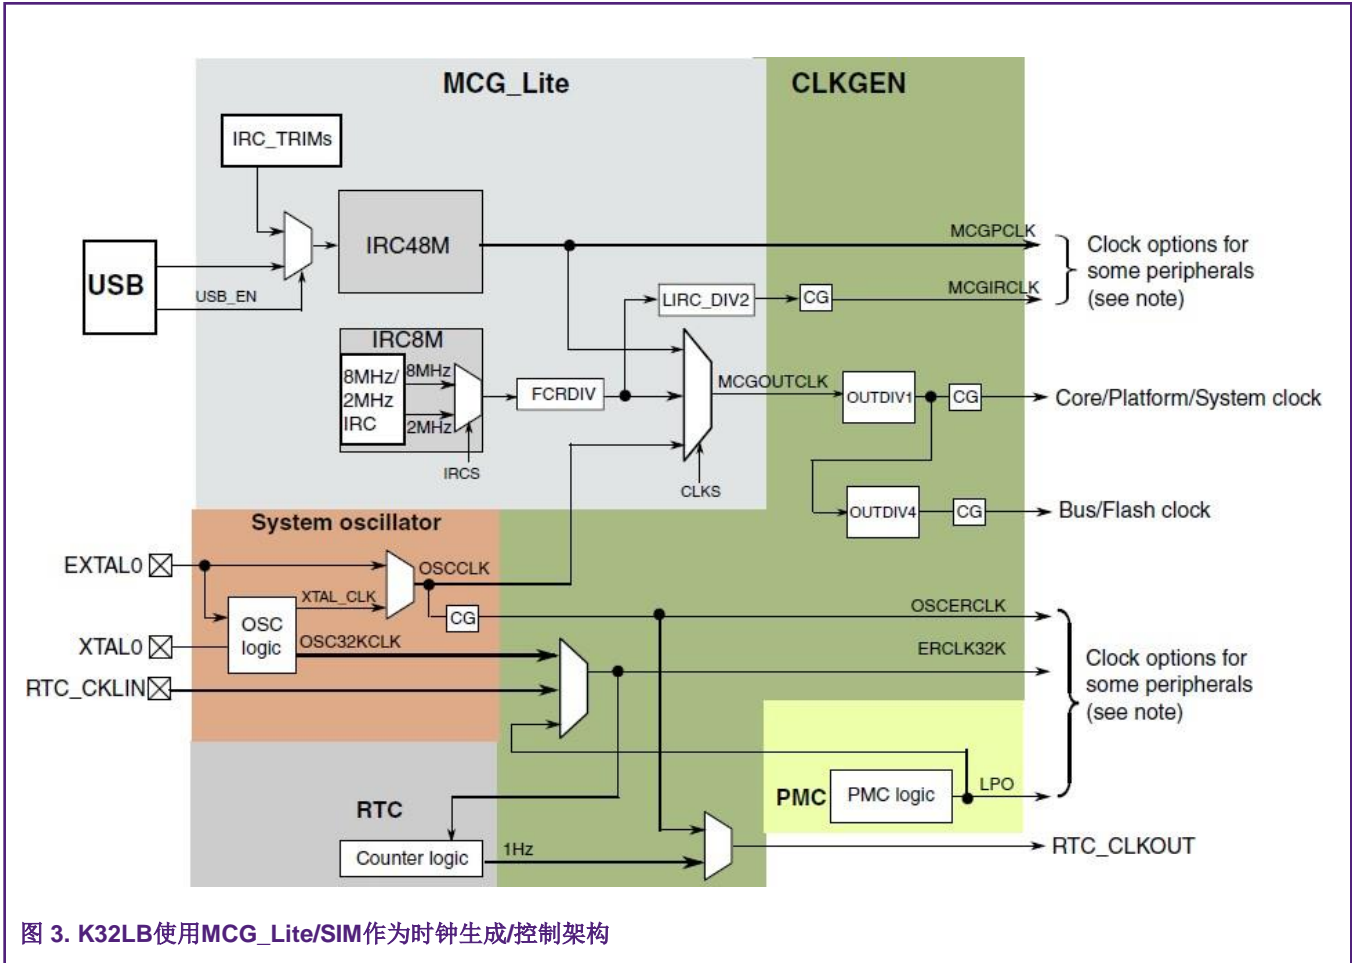 MCG_Lite
CLKGEN
IRC_TRIMs
USB
USB_EN
IRC48M
MCGPCLK
MCGIRCLK
Clock options for
some peripherals
(see note)
LIRC_DIV2
CG
IRC8M
8MHz/
2MHz
IRC
8MHz
2MHz
IRCS
FCRDIV
CLKS
MCGOUTCLK
OUTDIV1
CG
Core/Platform/System clock
OUTDIV4
CG
Bus/Flash clock
System oscillator
EXTAL0
XTAL0
RTC_CKLIN
OSC
logic
XTAL_CLK
OSC32KCLK
OSCCLK
CG
OSCERCLK
ERCLK32K
Clock options for
some peripherals
(see note)
PMC
PMC logic
LPO
RTC
Counter logic
1Hz
RTC_CLKOUT
图 3. K32LB使用MCG_Lite/SIM作为时钟生成/控制架构